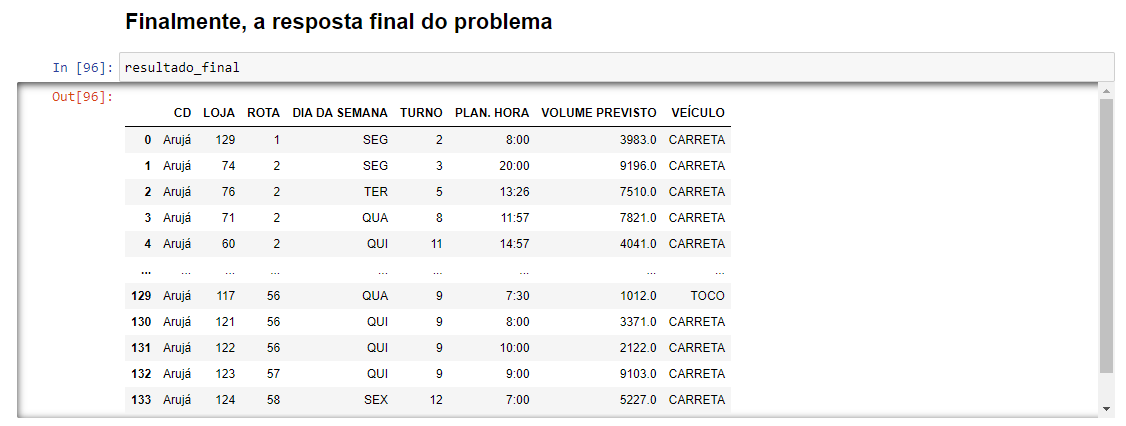 Finalmente, a resposta final do problema
In [96]: resultado_final
Out[96]:
CD LOJA ROTA DIA DA SEMANA TURNO PLAN. HORA VOLUME PREVISTO VEÍCULO
0 Arujá 129 1 SEG 2 8:00 3983.0 CARRETA
1 Arujá 74 2 SEG 3 20:00 9196.0 CARRETA
2 Arujá 76 2 TER 5 13:26 7510.0 CARRETA
3 Arujá 71 2 QUA 8 11:57 7821.0 CARRETA
4 Arujá 60 2 QUI 11 14:57 4041.0 CARRETA
... ... ... ... ... ... ... ... ...
129 Arujá 117 56 QUA 9 7:30 1012.0 TOCO
130 Arujá 121 56 QUI 9 8:00 3371.0 CARRETA
131 Arujá 122 56 QUI 9 10:00 2122.0 CARRETA
132 Arujá 123 57 QUI 9 9:00 9103.0 CARRETA
133 Arujá 124 58 SEX 12 7:00 5227.0 CARRETA